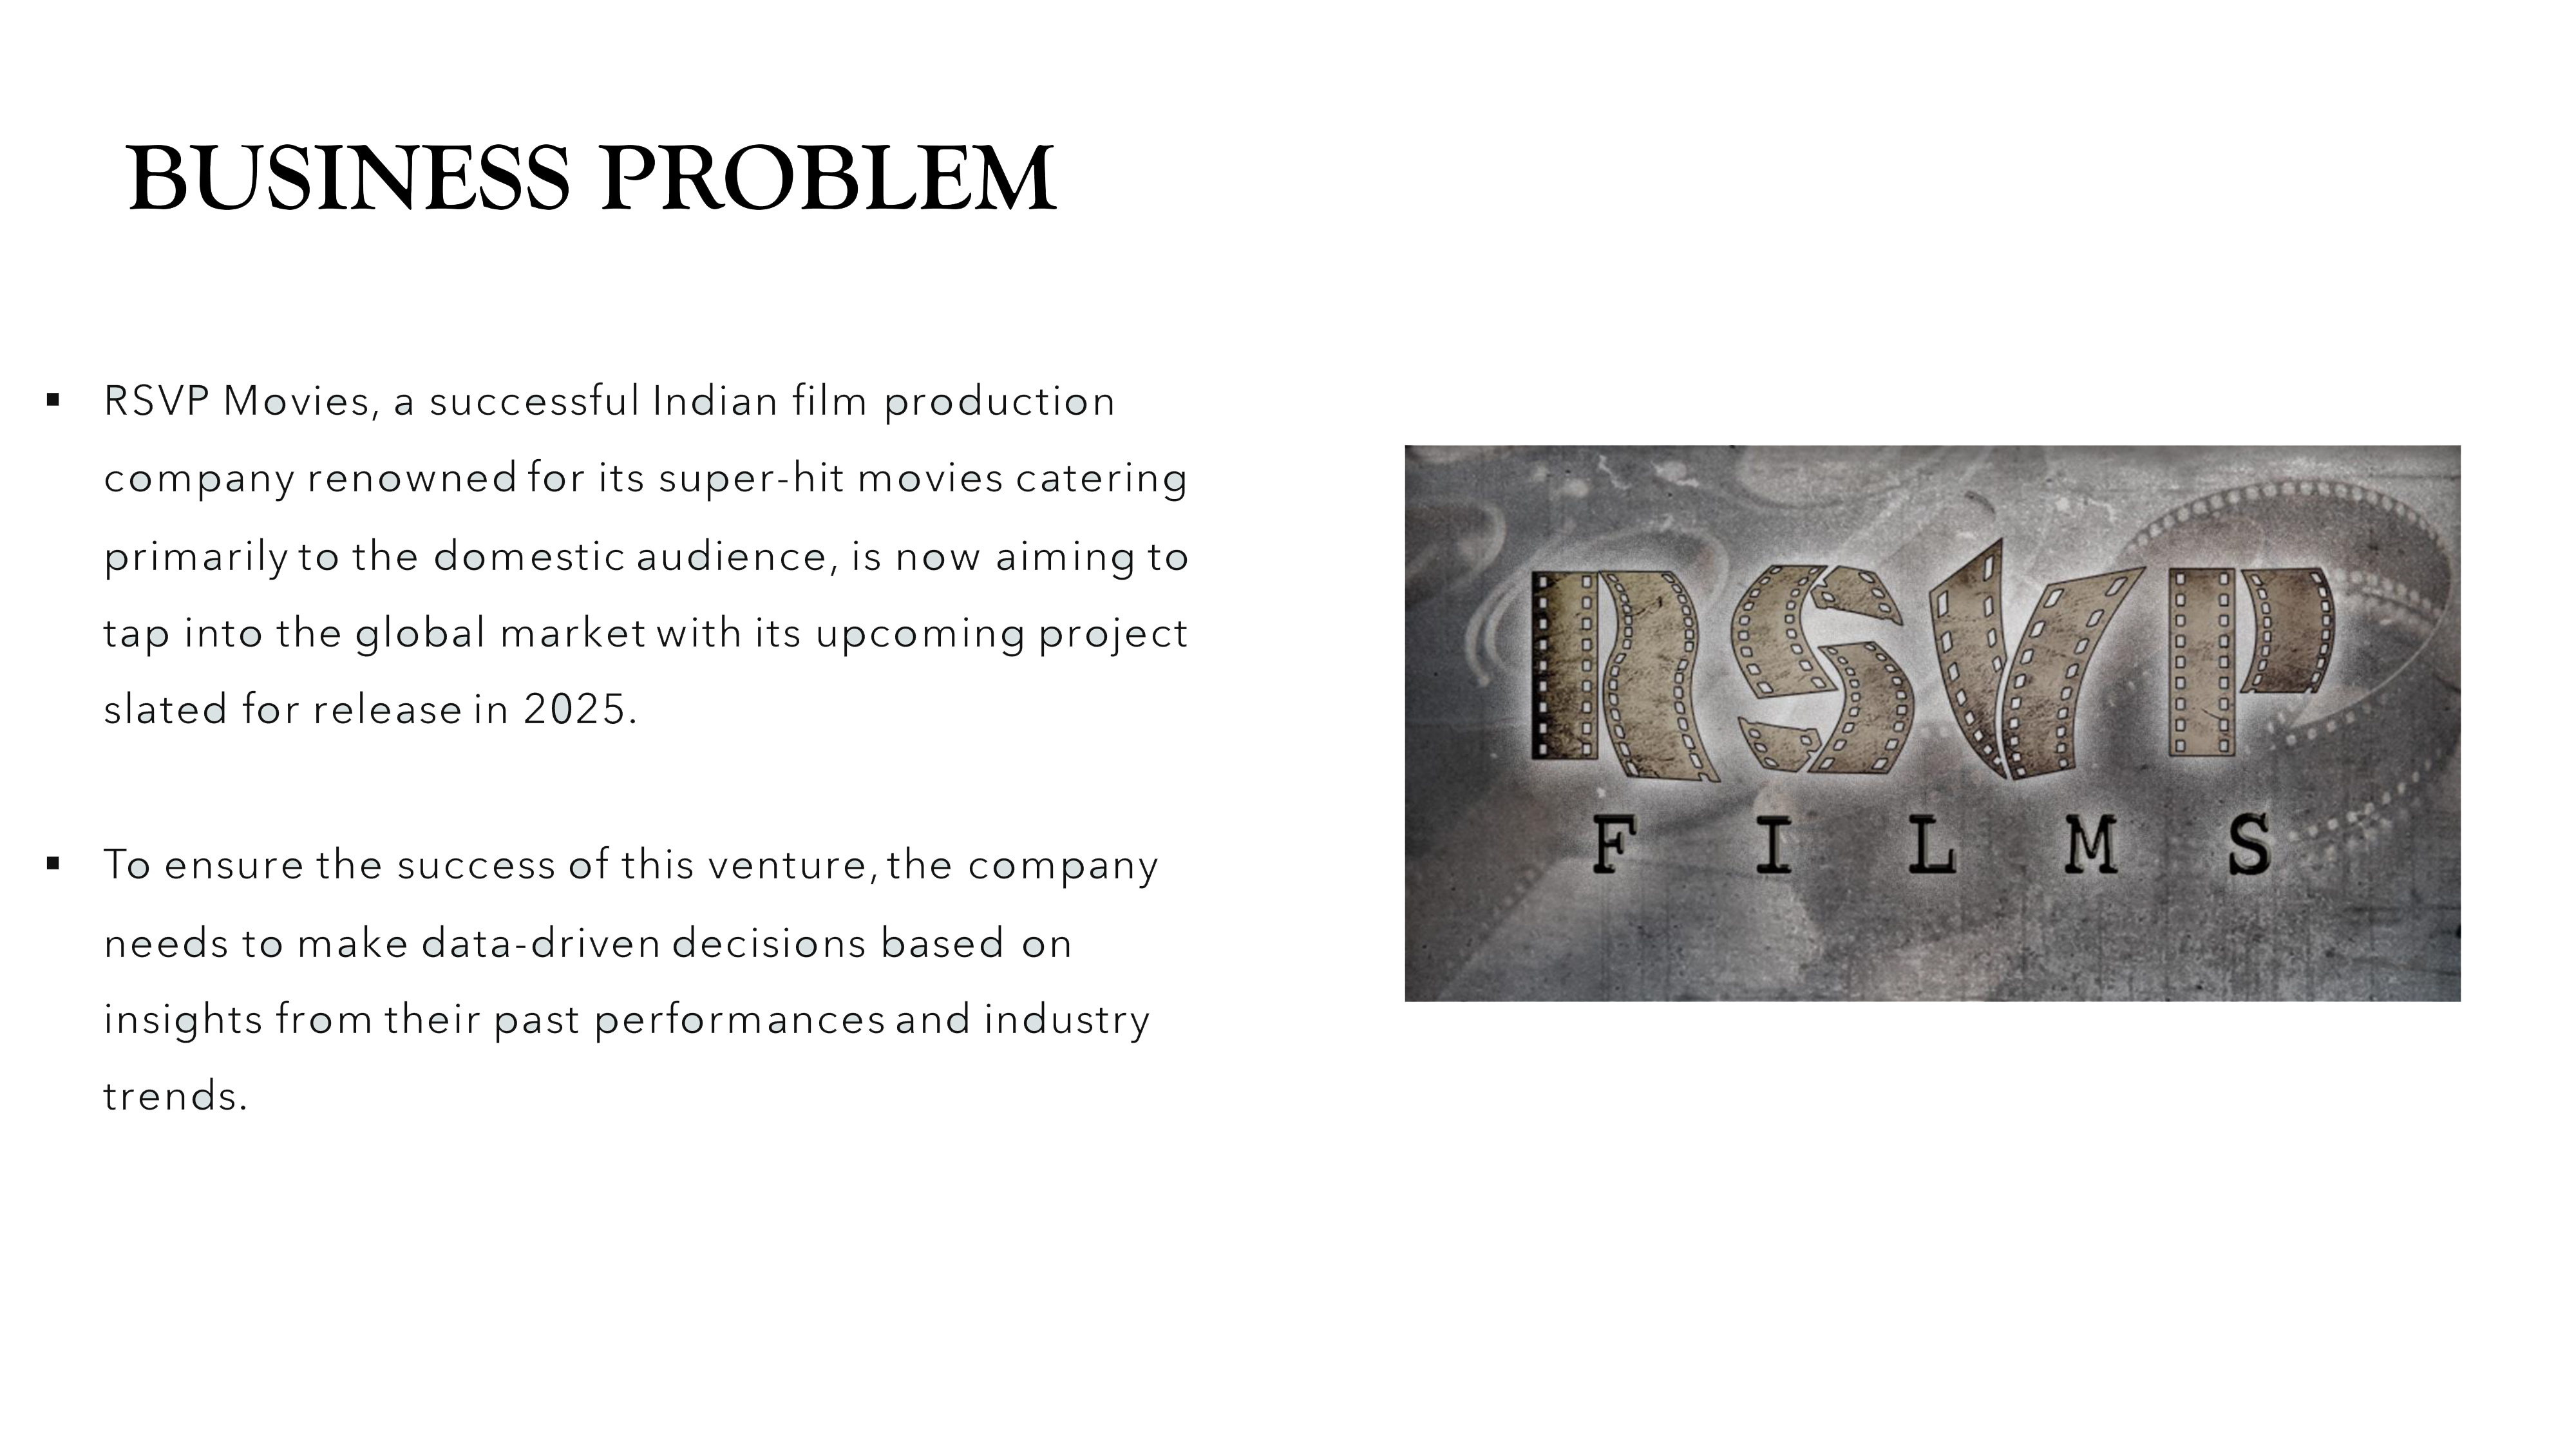 BUSINESS PROBLEM
▪ RSVP Movies, a successful Indian film production
company renowned for its super-hit movies catering
primarily to the domestic audience, is now aiming to
tap into the global market with its upcoming project
slated for release in 2025.
▪ To ensure the success of this venture, the company
needs to make data-driven decisions based on
insights from their past performances and industry
trends.
RSVP
FILMS